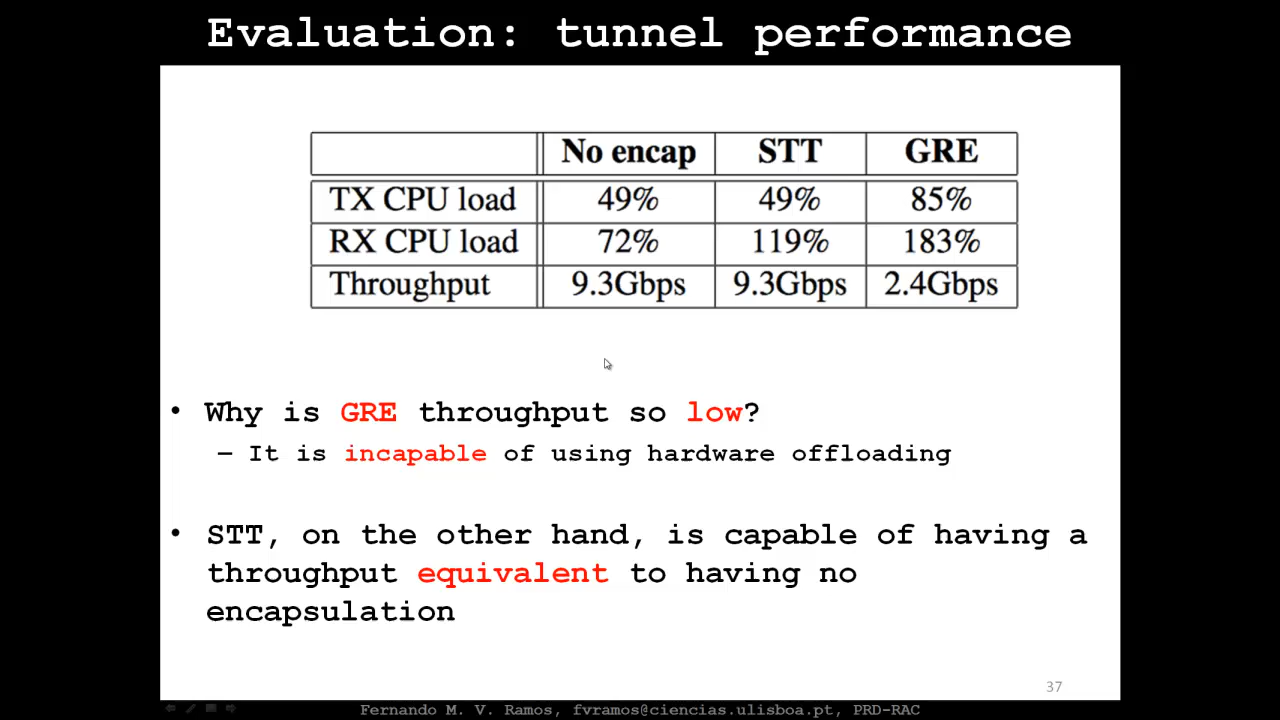 Evaluation: tunnel performance
No encap STT GRE
TX CPU load 49% 49% 85%
RX CPU load 72% 119% 183%
Throughput 9.3Gbps 9.3Gbps 2.4Gbps
• Why is GRE throughput so low?
– It is incapable of using hardware offloading
• STT, on the other hand, is capable of having a
throughput equivalent to having no
encapsulation
37
Fernando M. V. Ramos, fvramos@ciencias.ulisboa.pt, PRD-RAC